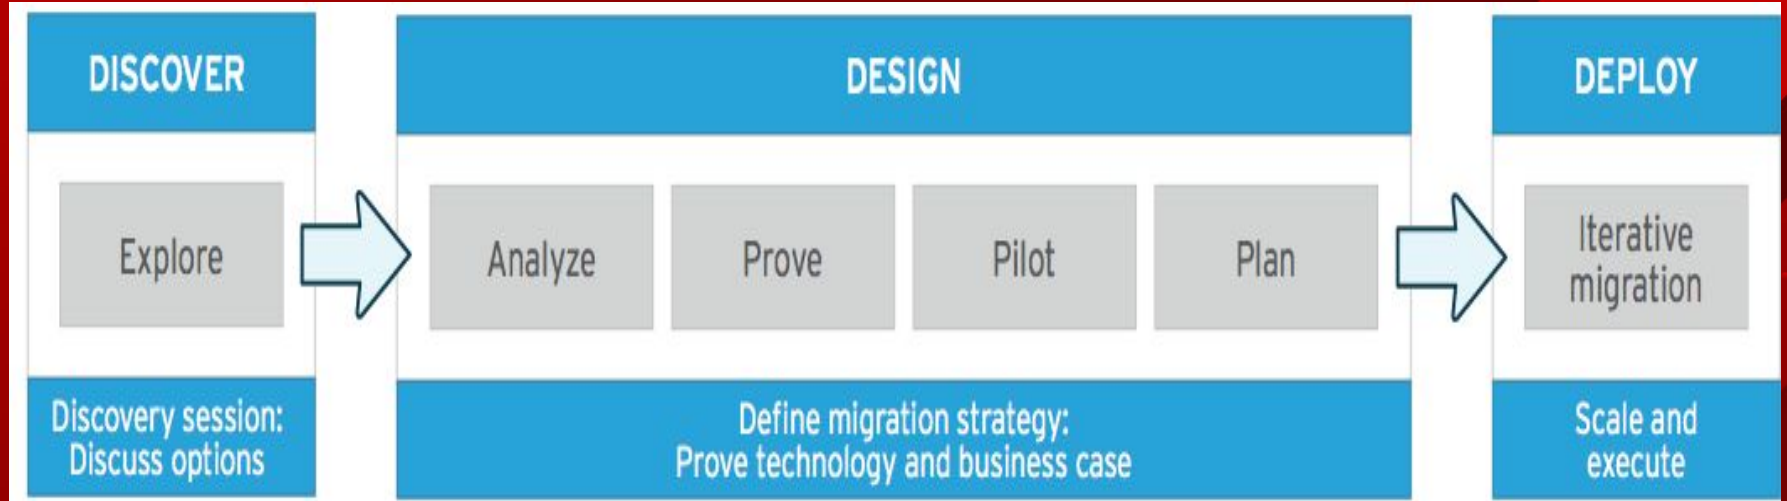 DISCOVER
Explore
Discovery session:
Discuss options
DESIGN
Analyze
Prove
Pilot
Plan
Define migration strategy:
Prove technology and business case
DEPLOY
Iterative
migration
Scale and
execute